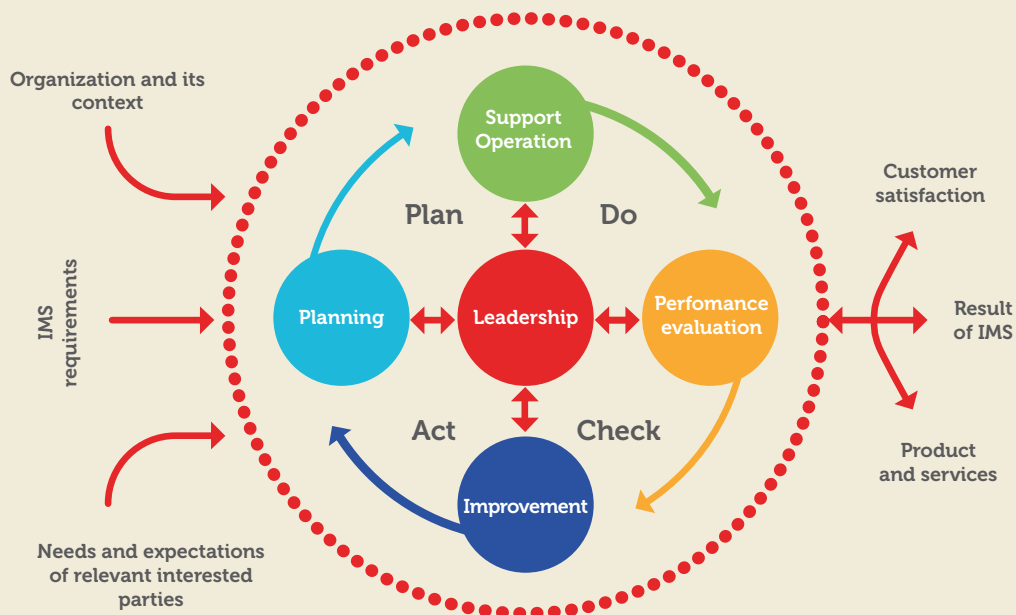 Organization and its
context
IMS
requirements
Needs and expectations
of relevant interested
parties
Support
Operation
Plan
Do
Planning
Leadership
Perfomance
evaluation
Act
Check
Improvement
Customer
satisfaction
Result
of IMS
Product
and services